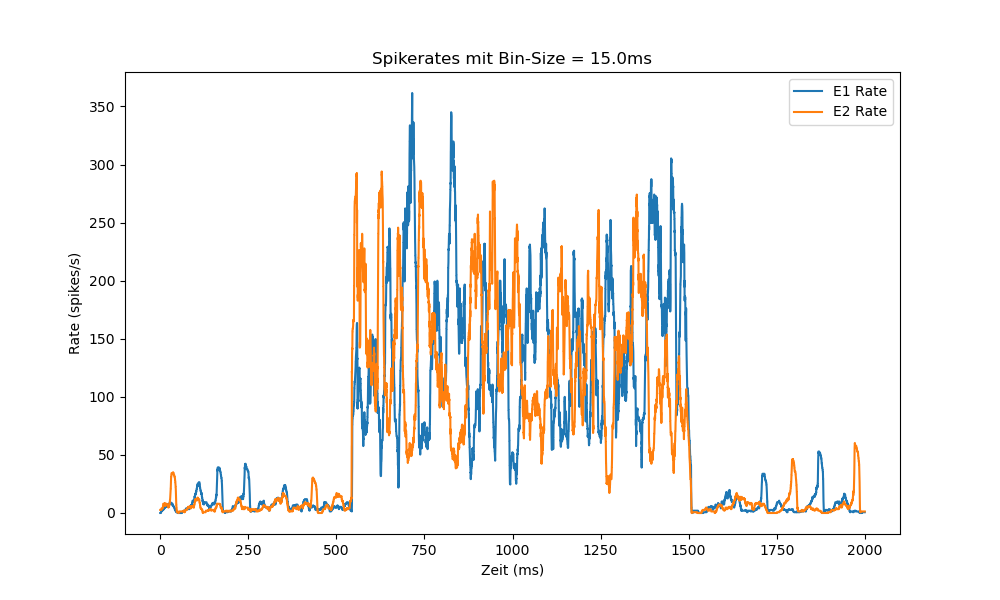 Spikerates mit Bin-Size = 15.0ms
E1 Rate
E2 Rate
Rate (spikes/s)
350
300
250
200
150
100
50
0
0 250 500 750 1000 1250 1500 1750 2000
Zeit (ms)